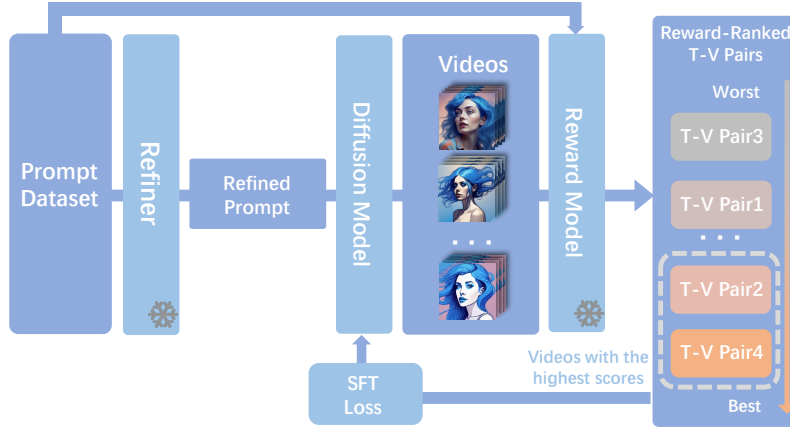 Prompt
Dataset
Refiner
Refined
Prompt
Diffusion Model
Videos
. . .
Reward Model
Reward-Ranked
T-V Pairs
Worst
T-V Pair3
T-V Pair1
. . .
T-V Pair2
T-V Pair4
Best
Videos with the
highest scores
SFT
Loss